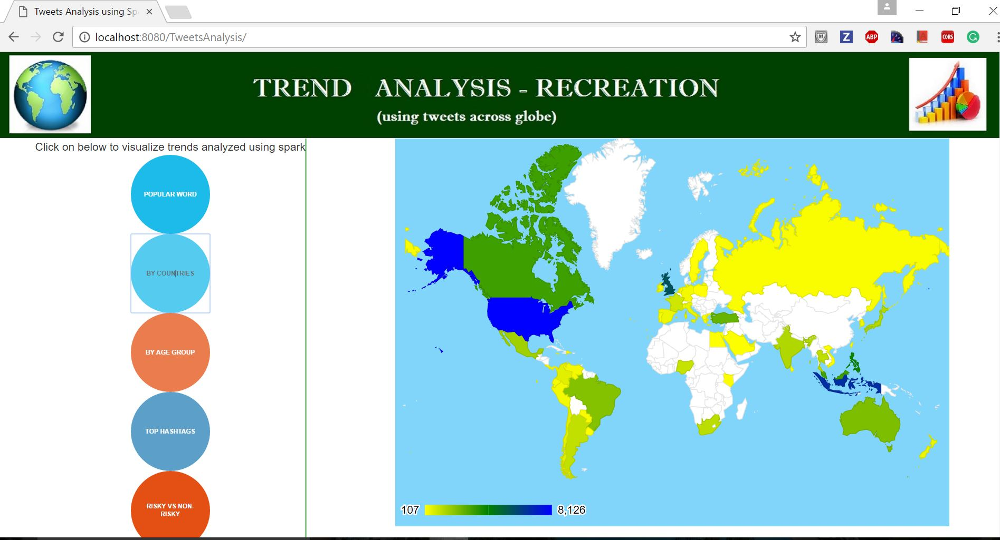 Tweets Analysis using Sp
localhost:8080/TweetsAnalysis/
M
Z
ABP
A
CORS
G
TREND ANALYSIS - RECREATION
(using tweets across globe)
Click on below to visualize trends analyzed using spark
POPULAR WORD
BY COUNTRIES
BY AGE GROUP
TOP HASHTAGS
RISKY VS NON-
RISKY
107
8,126